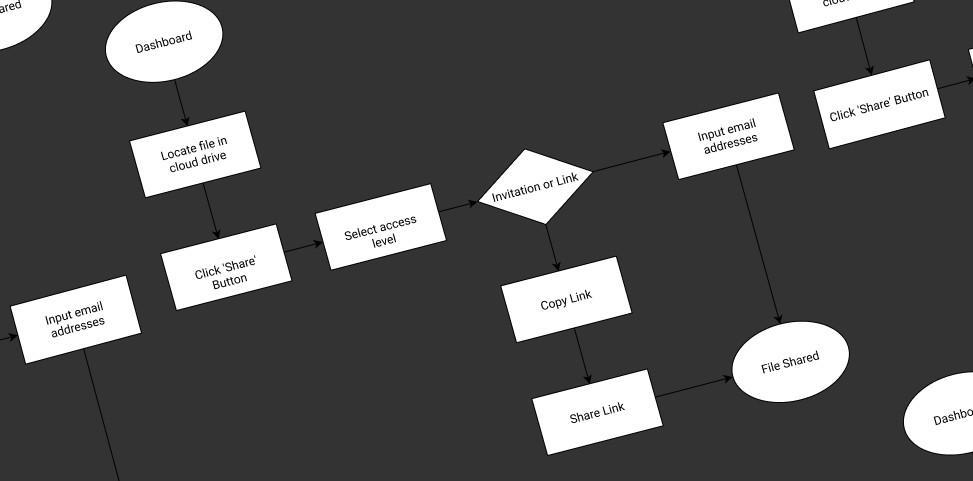 ared
Dashboard
Locate file in
cloud drive
Click 'Share'
Button
Select access
level
Invitation or Link
Input email
addresses
Copy Link
Share Link
File Shared
Input email
addresses
Click 'Share' Button
Dashbo